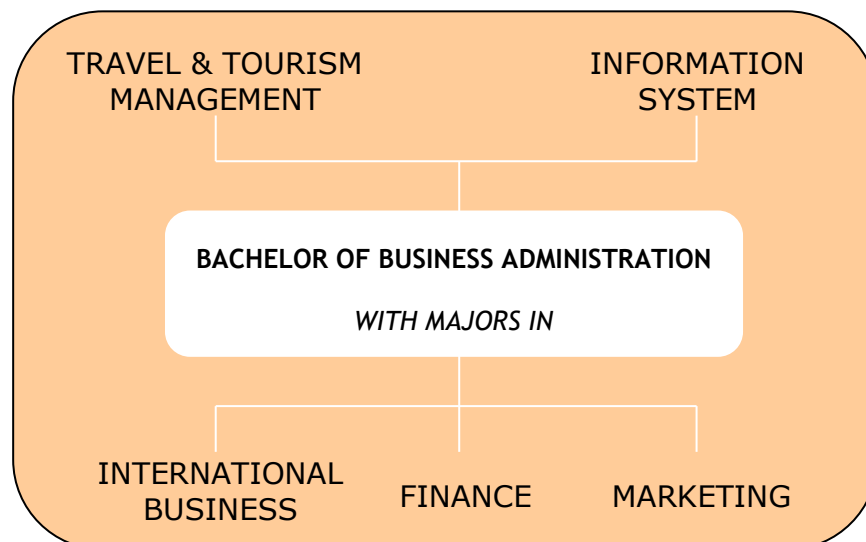 TRAVEL & TOURISM
MANAGEMENT
INFORMATION
SYSTEM
BACHELOR OF BUSINESS ADMINISTRATION
WITH MAJORS IN
INTERNATIONAL
BUSINESS
FINANCE
MARKETING